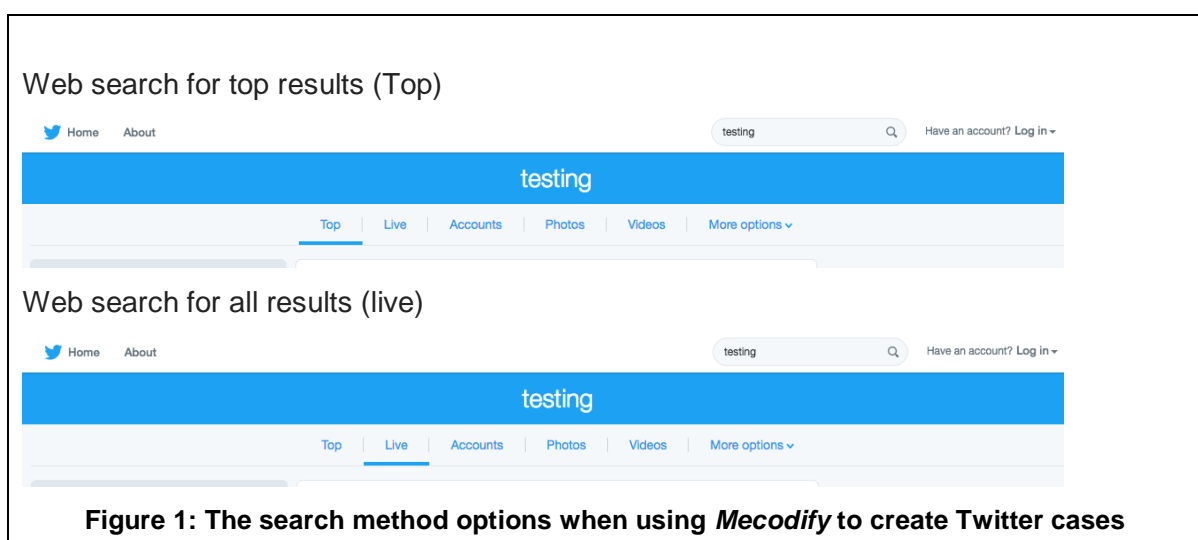 Web search for top results (Top)
Home About testing Have an account? Log in
testing
Top Live Accounts Photos Videos More options
Web search for all results (live)
Home About testing Have an account? Log in
testing
Top Live Accounts Photos Videos More options
Figure 1: The search method options when using Mecodify to create Twitter cases